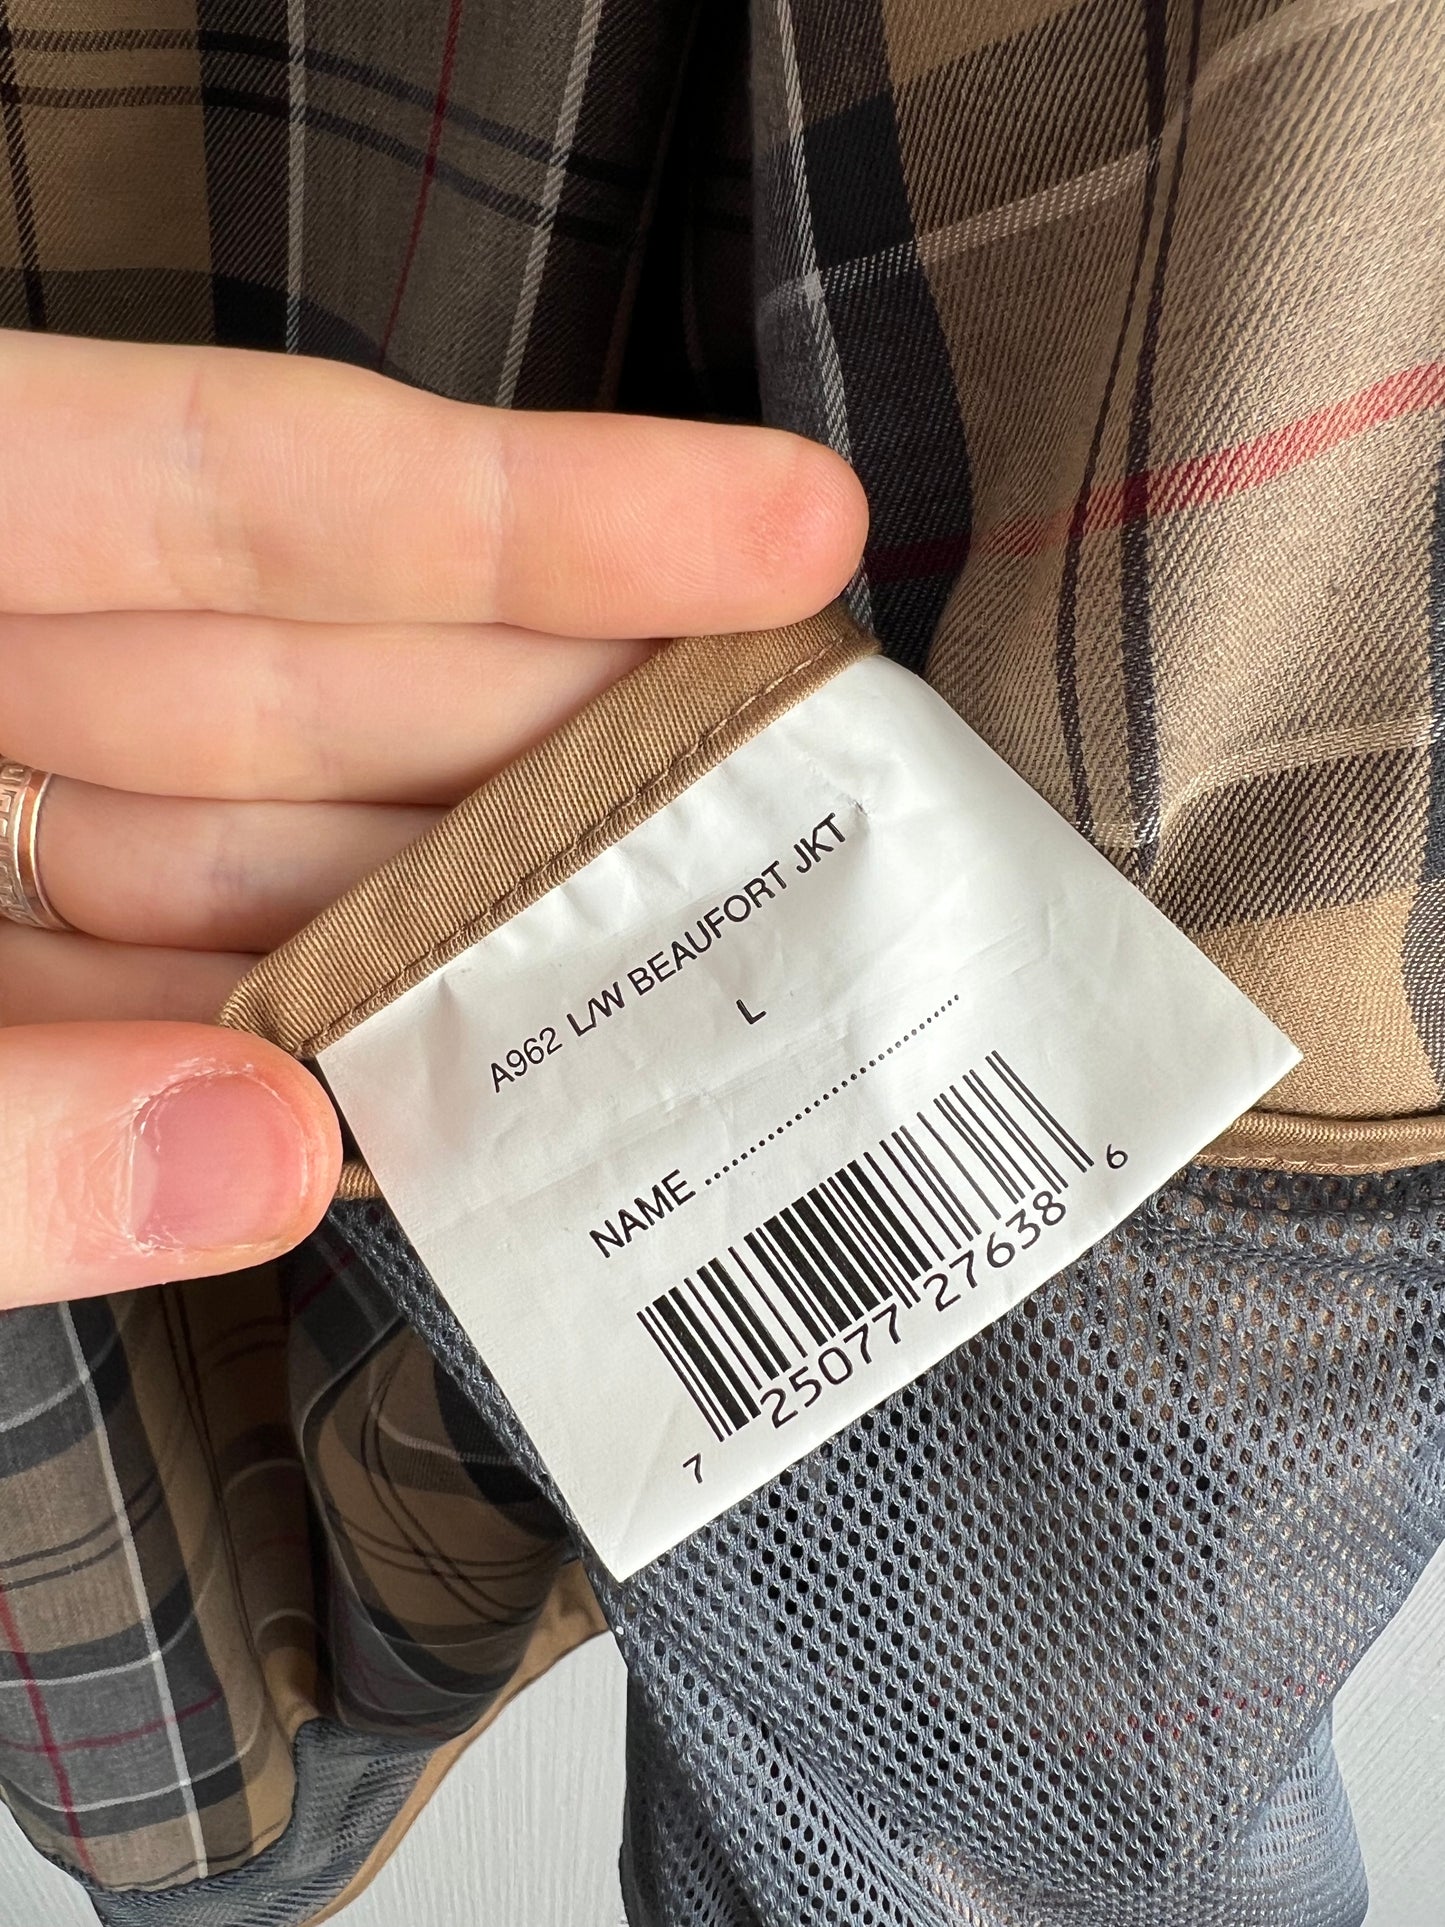 A962 L/W BEAUFORT JKT
L
NAME ........................................
7 25077 27638 6